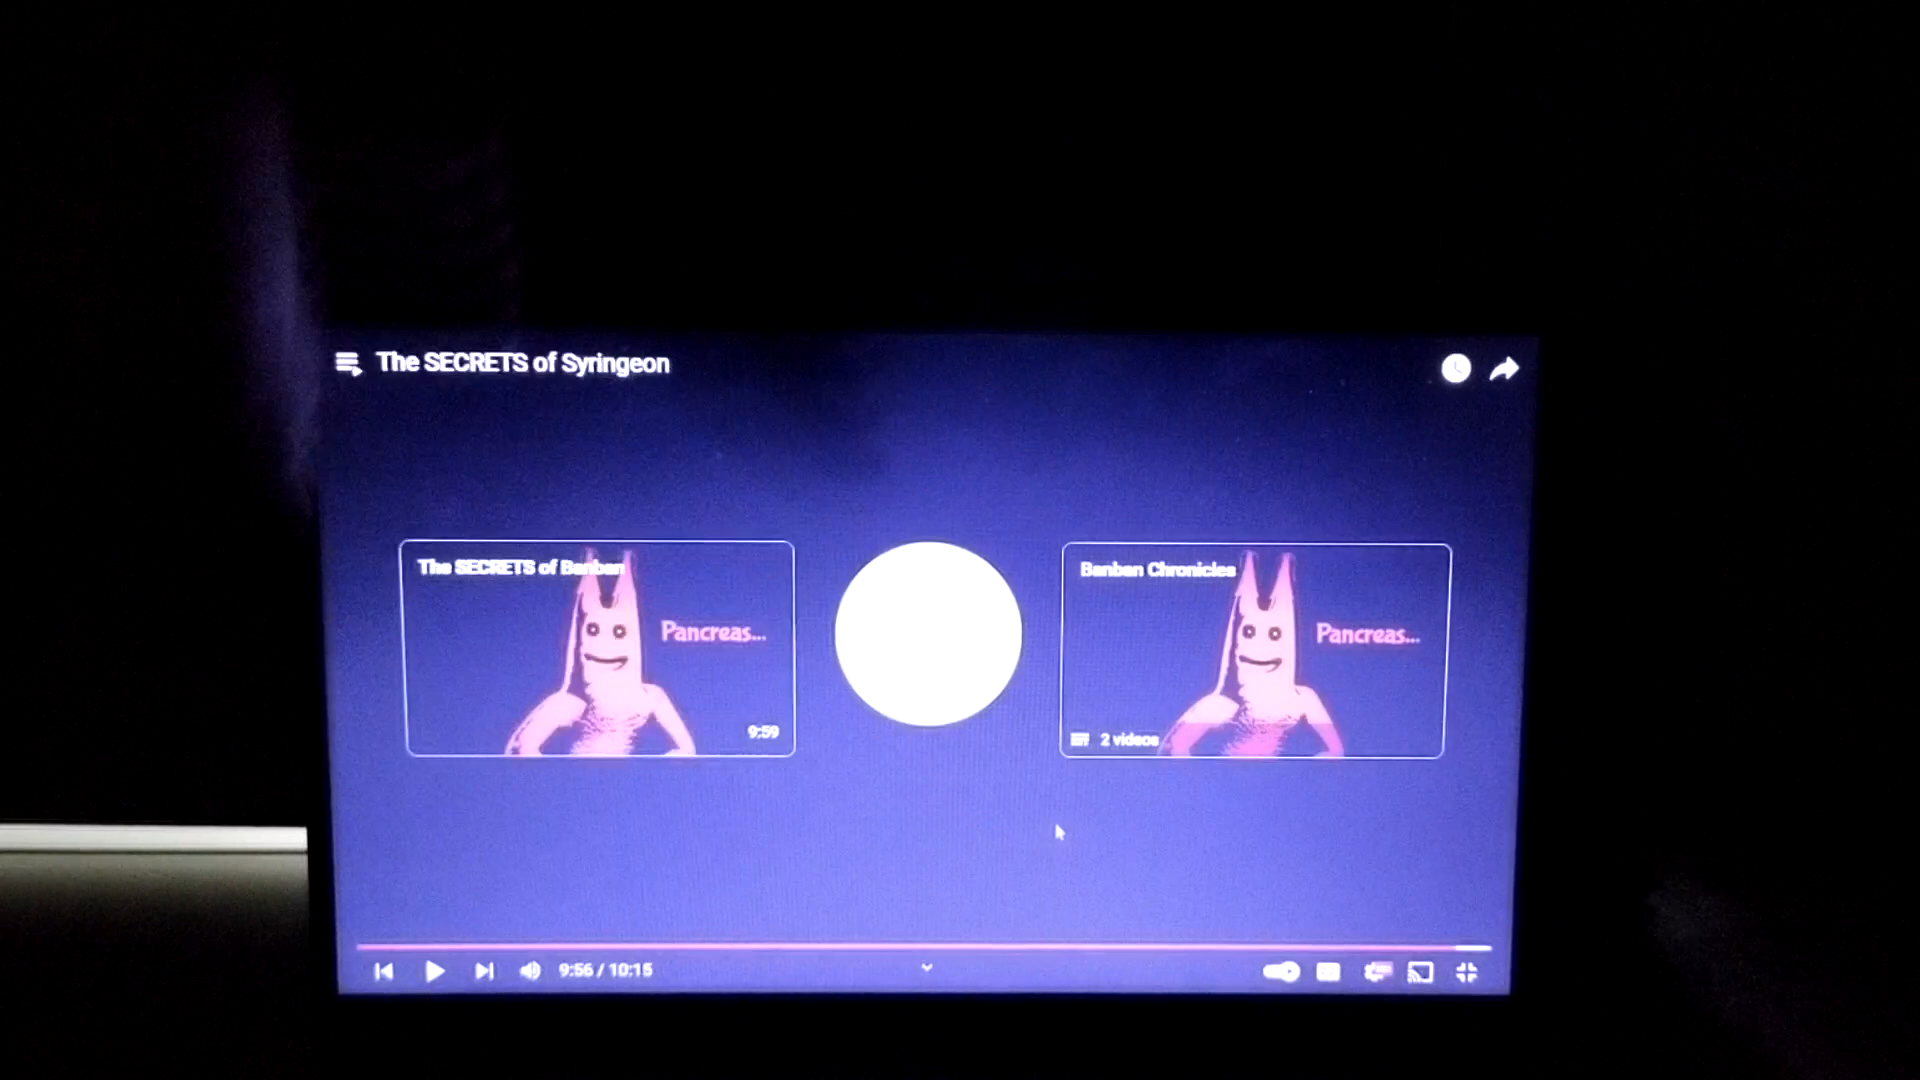 The SECRETS of Syringeon
The SECRETS of Banban
Pancreas...
9:59
Banban Chronicles
Pancreas...
2 videos
9:56 / 10:15